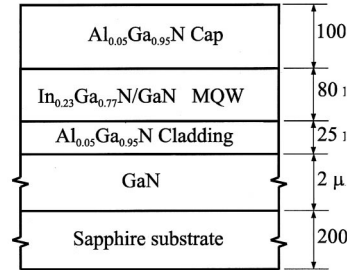 Al₀.₀₅Ga₀.₉₅N Cap
100
In₀.₂₃Ga₀.₇₇N/GaN MQW
80
Al₀.₀₅Ga₀.₉₅N Cladding
25
GaN
2 μ
Sapphire substrate
200